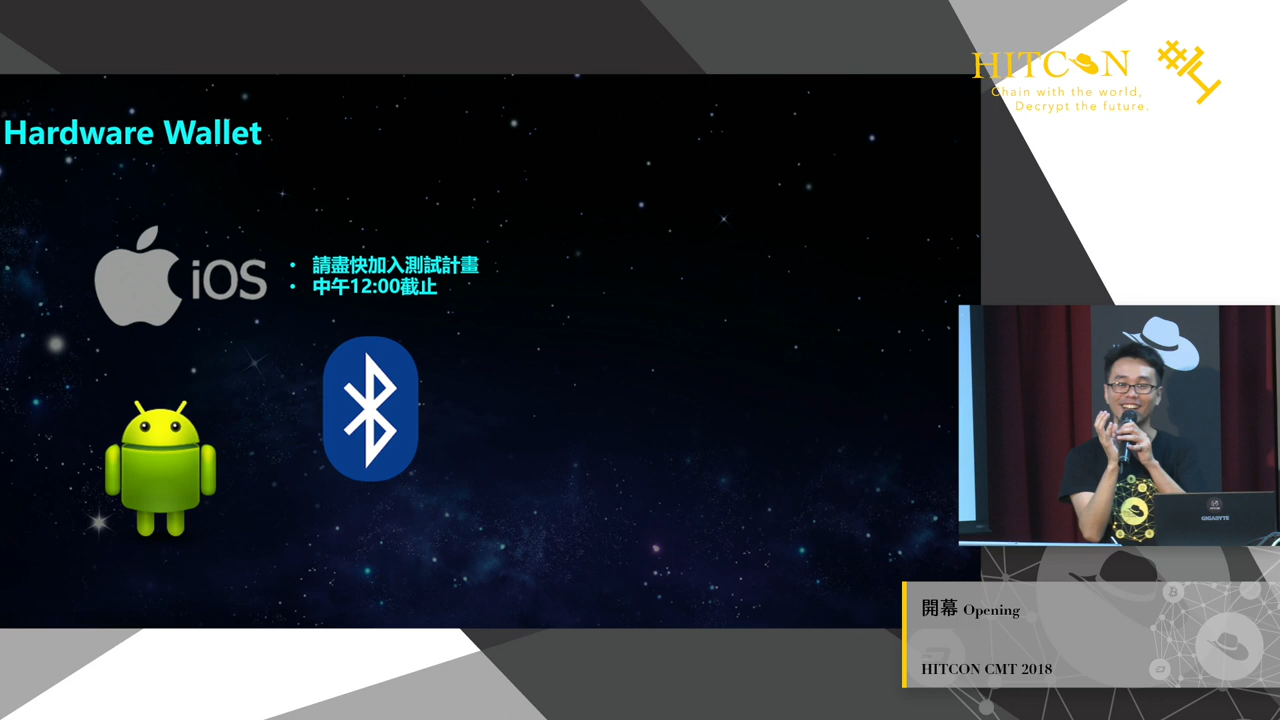 HITCON #14
Chain with the world,
Decrypt the future.
Hardware Wallet
iOS
• 請盡快加入測試計畫
• 中午12:00截止
GIGABYTE
開幕 Opening
HITCON CMT 2018